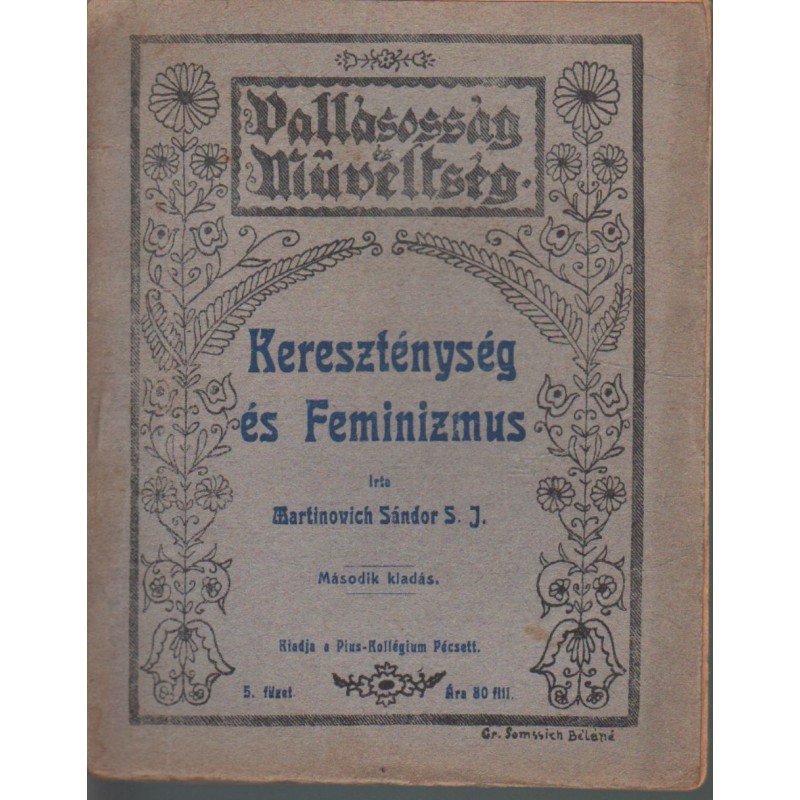 Vallásosság
és
Müveltség.
Kereszténység
és Feminizmus
Irta
Martinovich Sándor S. J.
Második kiadás.
Kiadja a Pius-Kollégium Pécsett.
5. füzet
Ára 80 fill.
Gr. Somssich Béláné